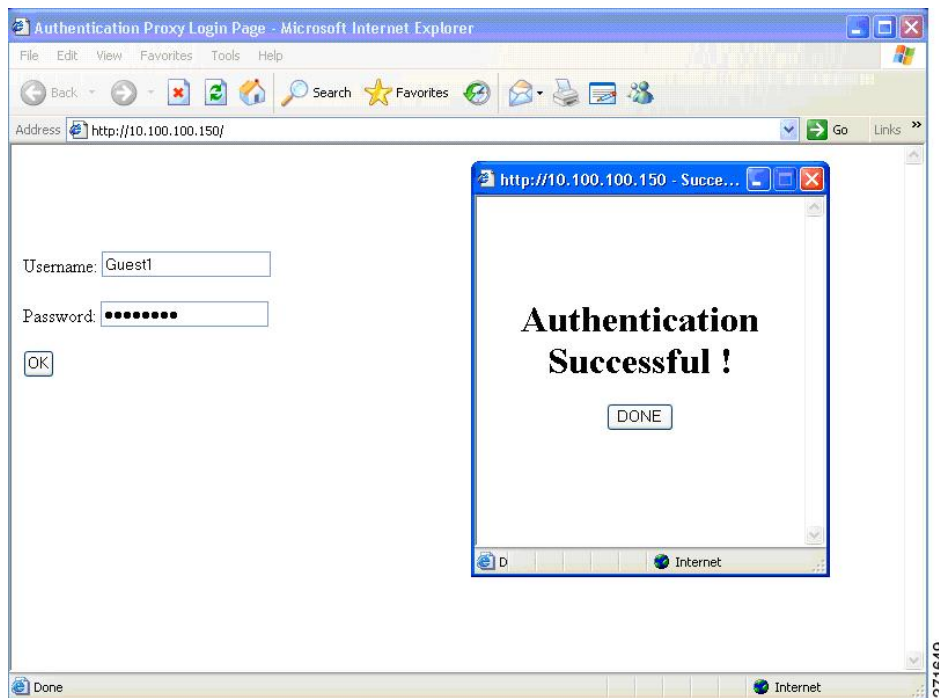 Authentication Proxy Login Page - Microsoft Internet Explorer
File Edit View Favorites Tools Help
Back Search Favorites
Address http://10.100.100.150/ Go Links »
http://10.100.100.150 - Succe...
Username: Guest1
Password: ••••••••
OK
Authentication
Successful !
DONE
D Internet
Done Internet
271649